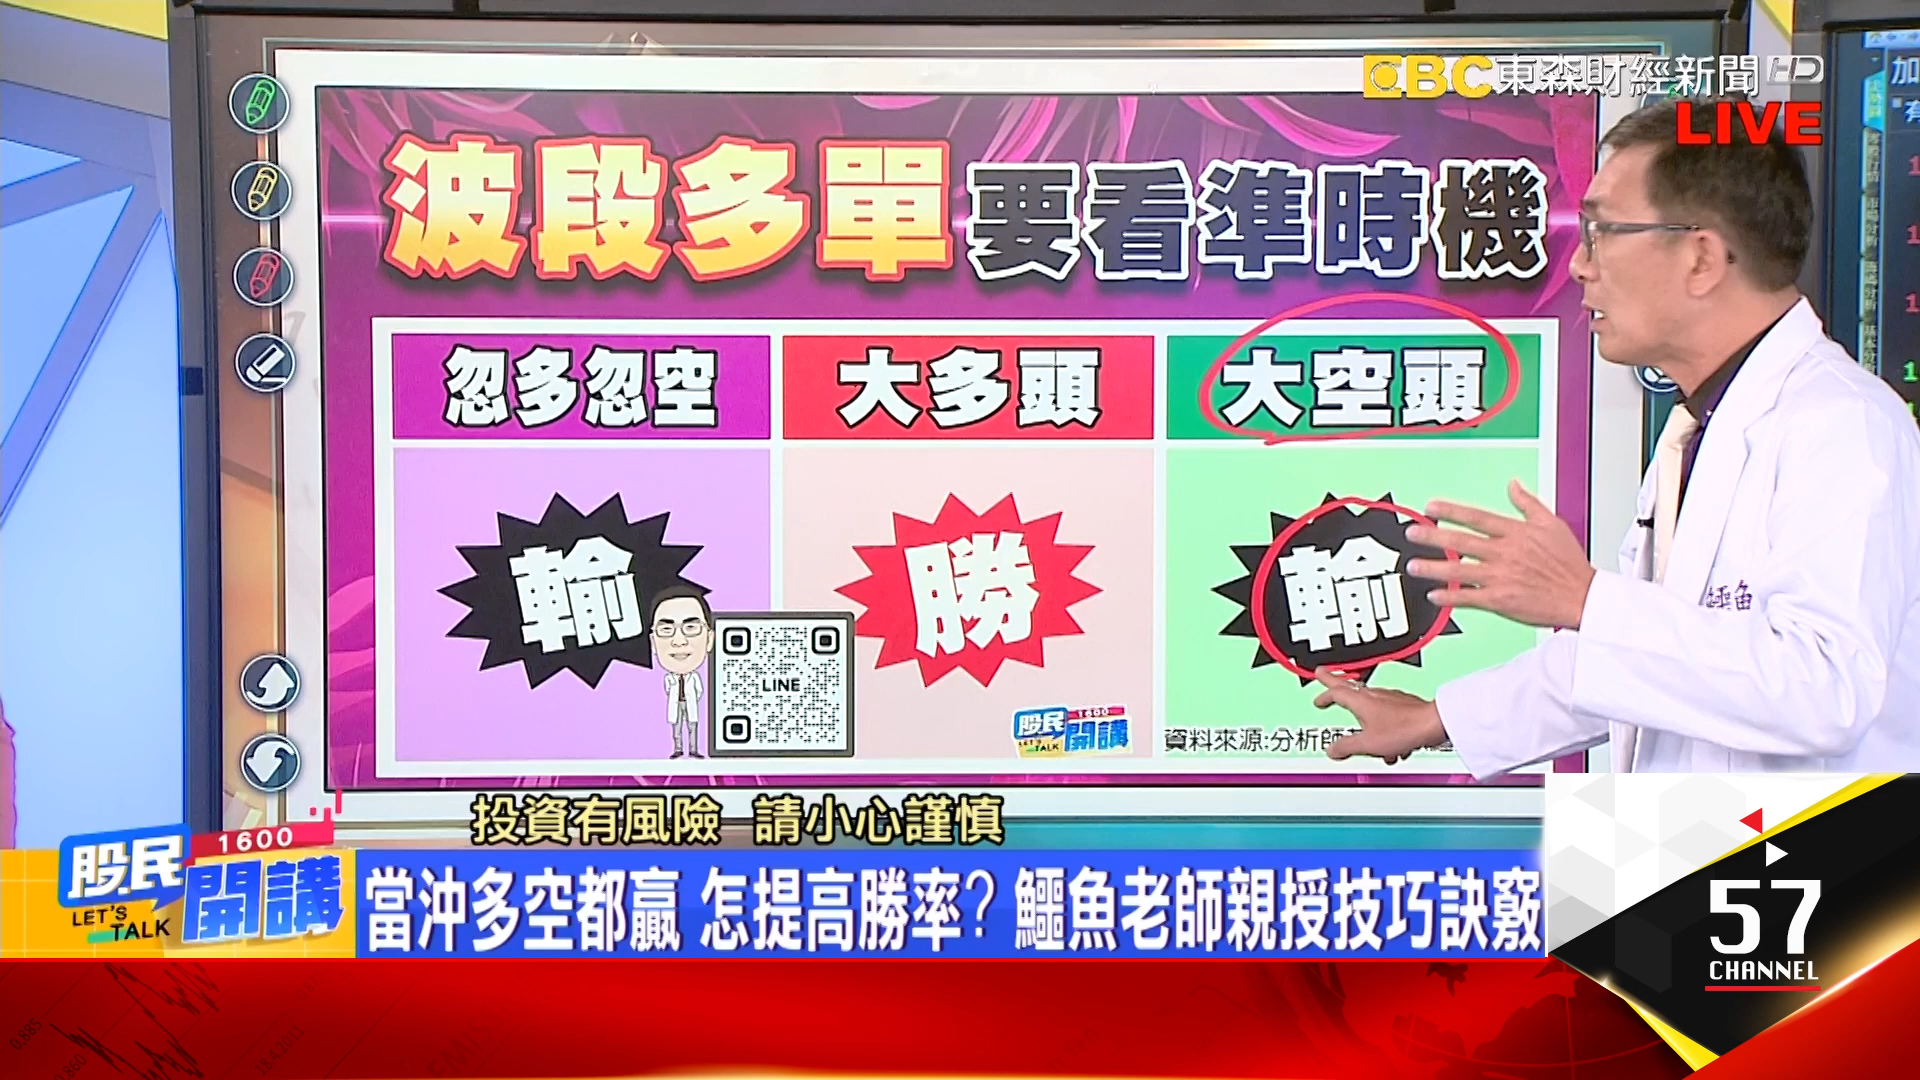 EBC東森財經新聞HD
LIVE
波段多單要看準時機
忽多忽空
大多頭
大空頭
輸
勝
輸
LINE
股民 1600
LET'S TALK 開講
資料來源:分析師
投資有風險 請小心謹慎
股民 1600
LET'S TALK 開講
當沖多空都贏 怎提高勝率? 鱷魚老師親授技巧訣竅
57
CHANNEL